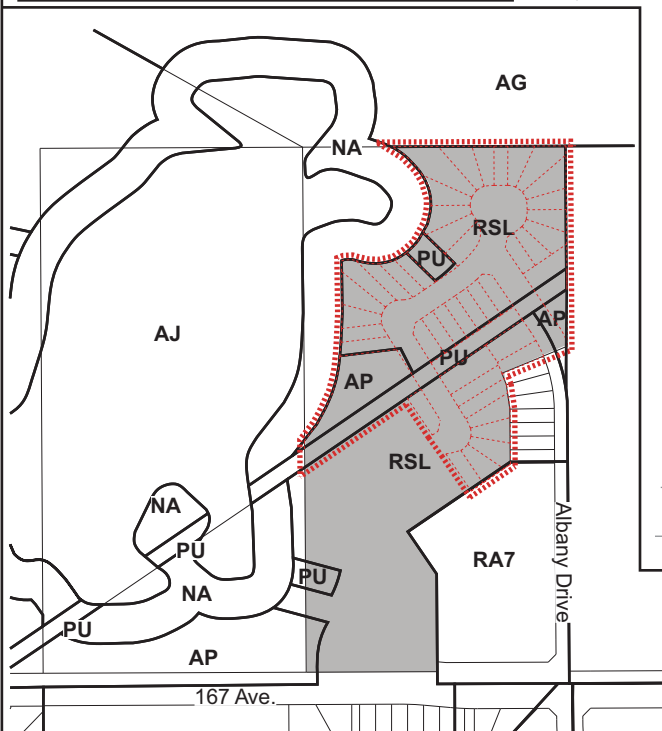 AG
NA
RSL
PU
AP
AJ
PU
AP
RSL
NA
PU
RA7
Albany Drive
PU
NA
PU
AP
167 Ave.